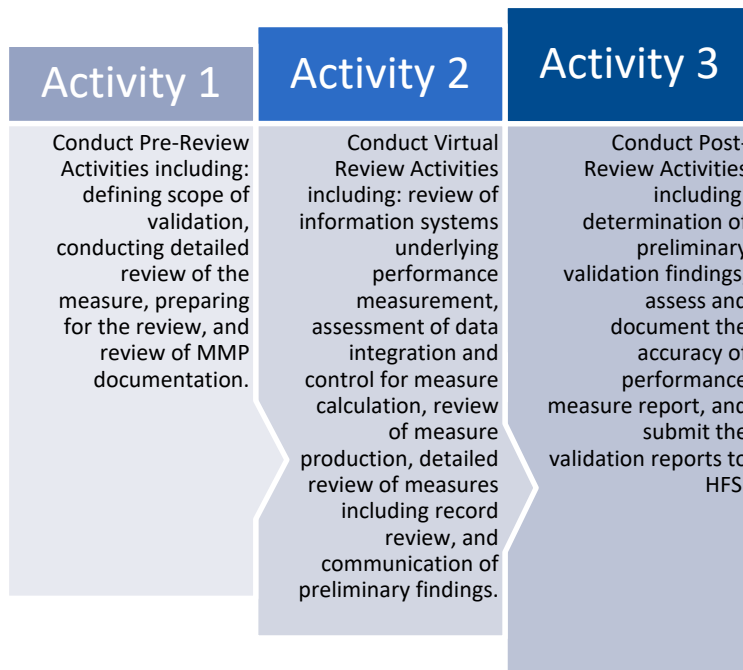 Activity 1
Conduct Pre-Review
Activities including:
defining scope of
validation,
conducting detailed
review of the
measure, preparing
for the review, and
review of MMP
documentation.
Activity 2
Conduct Virtual
Review Activities
including: review of
information systems
underlying
performance
measurement,
assessment of data
integration and
control for measure
calculation, review
of measure
production, detailed
review of measures
including record
review, and
communication of
preliminary findings.
Activity 3
Conduct Post-
Review Activities
including
determination of
preliminary
validation findings
assess and
document the
accuracy of
performance
measure report, and
submit the
validation reports to
HFS